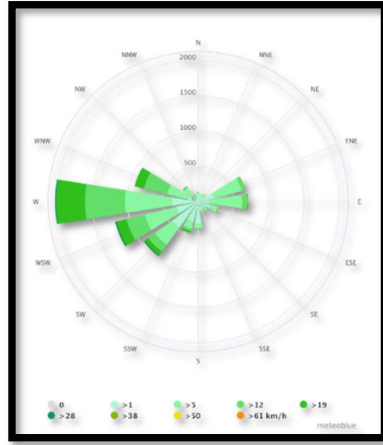 N
NNW NNE
2000
NW 1500 NE
1000
WNW ENE
500
0
W E
WSW ESE
SW SE
SSW SSE
S
0 >1 >5 >12 >19
>28 >38 >50 >61 km/h
meteoblue